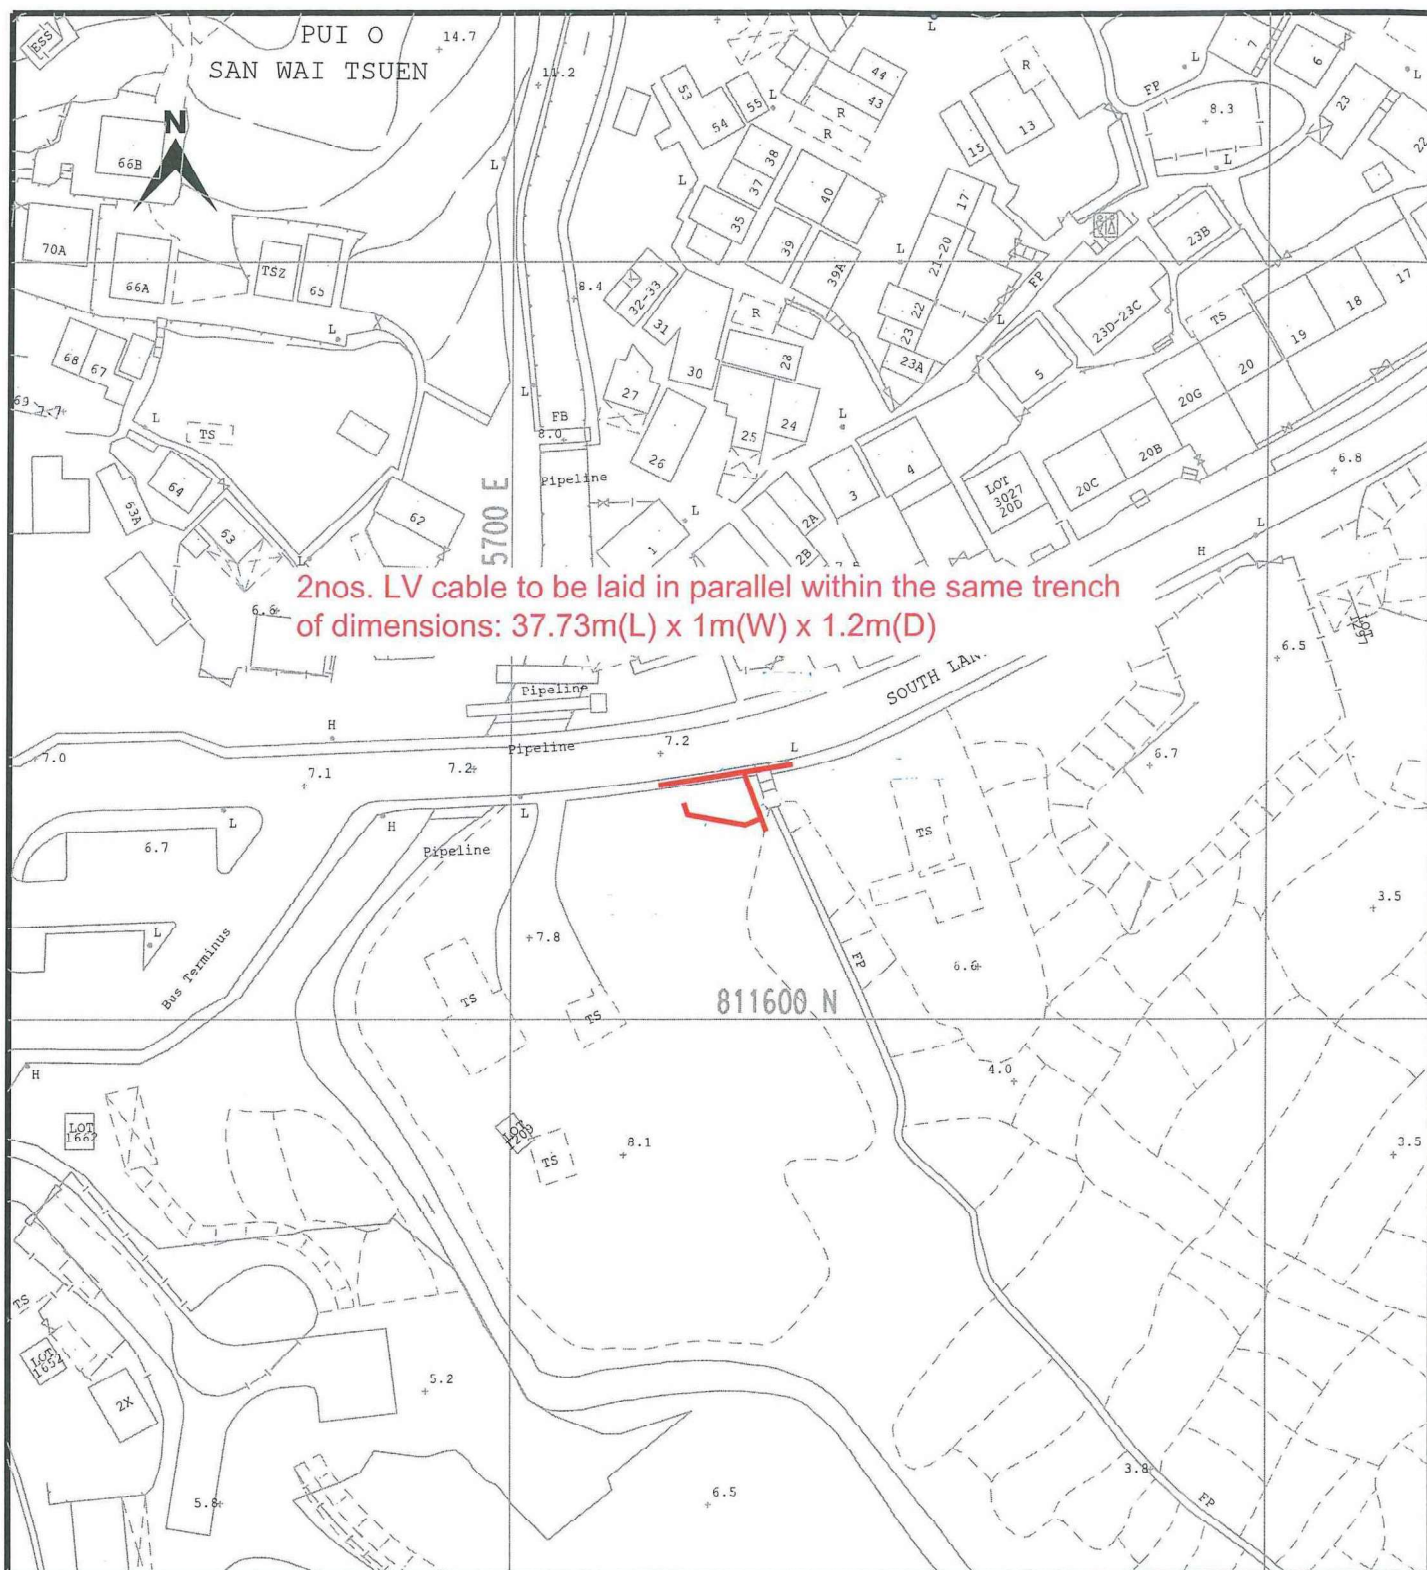 PUI O
SAN WAI TSUEN
14.7
11.2
ESS
N
66B
70A
66A
TSZ
65
L
68
67
L
TS
64
63A
63
62
L
6.6
L
L
8.4
FB
8.0
Pipeline
5700 E
53
54
55
L
44
43
R
R
38
37
35
40
39
39A
L
32-33
31
30
R
28
27
26
25
24
L
1
L
2A
2B
3
4
L
R
13
15
17
21-20
22
23
23A
L
L
FP
FP
L
7
6
L
8.3
L
23
22
23B
23D-23C
5
TS
20
19
18
17
20G
20B
20C
LOT
3027
20D
6.8
L
H
2nos. LV cable to be laid in parallel within the same trench
of dimensions: 37.73m(L) x 1m(W) x 1.2m(D)
6.5
Pipeline
SOUTH
H
Pipeline
7.2
L
7.0
7.1
7.2
6.7
L
H
L
Pipeline
6.7
TS
3.5
L
Bus Terminus
7.8
TS
TS
FP
6.6
811600 N
H
4.0
LOT
1662
LOT
1209
TS
8.1
3.5
TS
LOT
1652
2X
5.2
5.8
6.5
3.8
FP